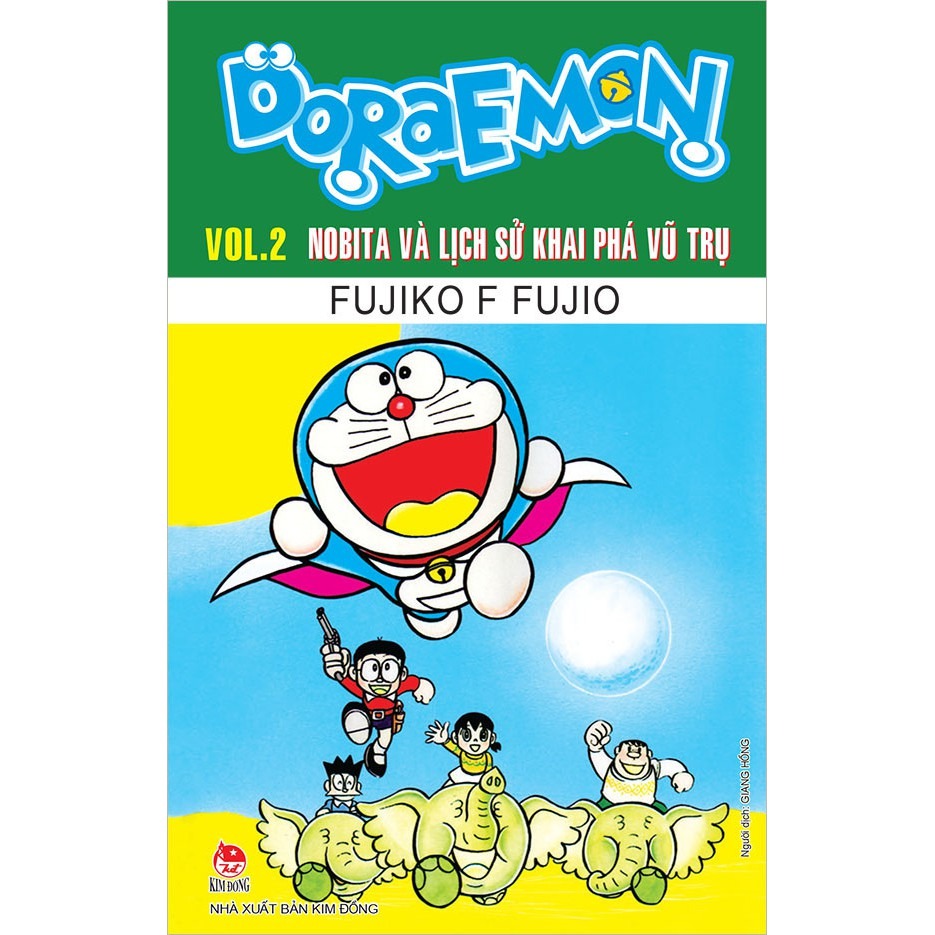 DORAEMON
VOL.2 NOBITA VÀ LỊCH SỬ KHAI PHÁ VŨ TRỤ
FUJIKO F FUJIO
Người dịch: GIANG HỒNG
KIM ĐỒNG
NHÀ XUẤT BẢN KIM ĐỒNG